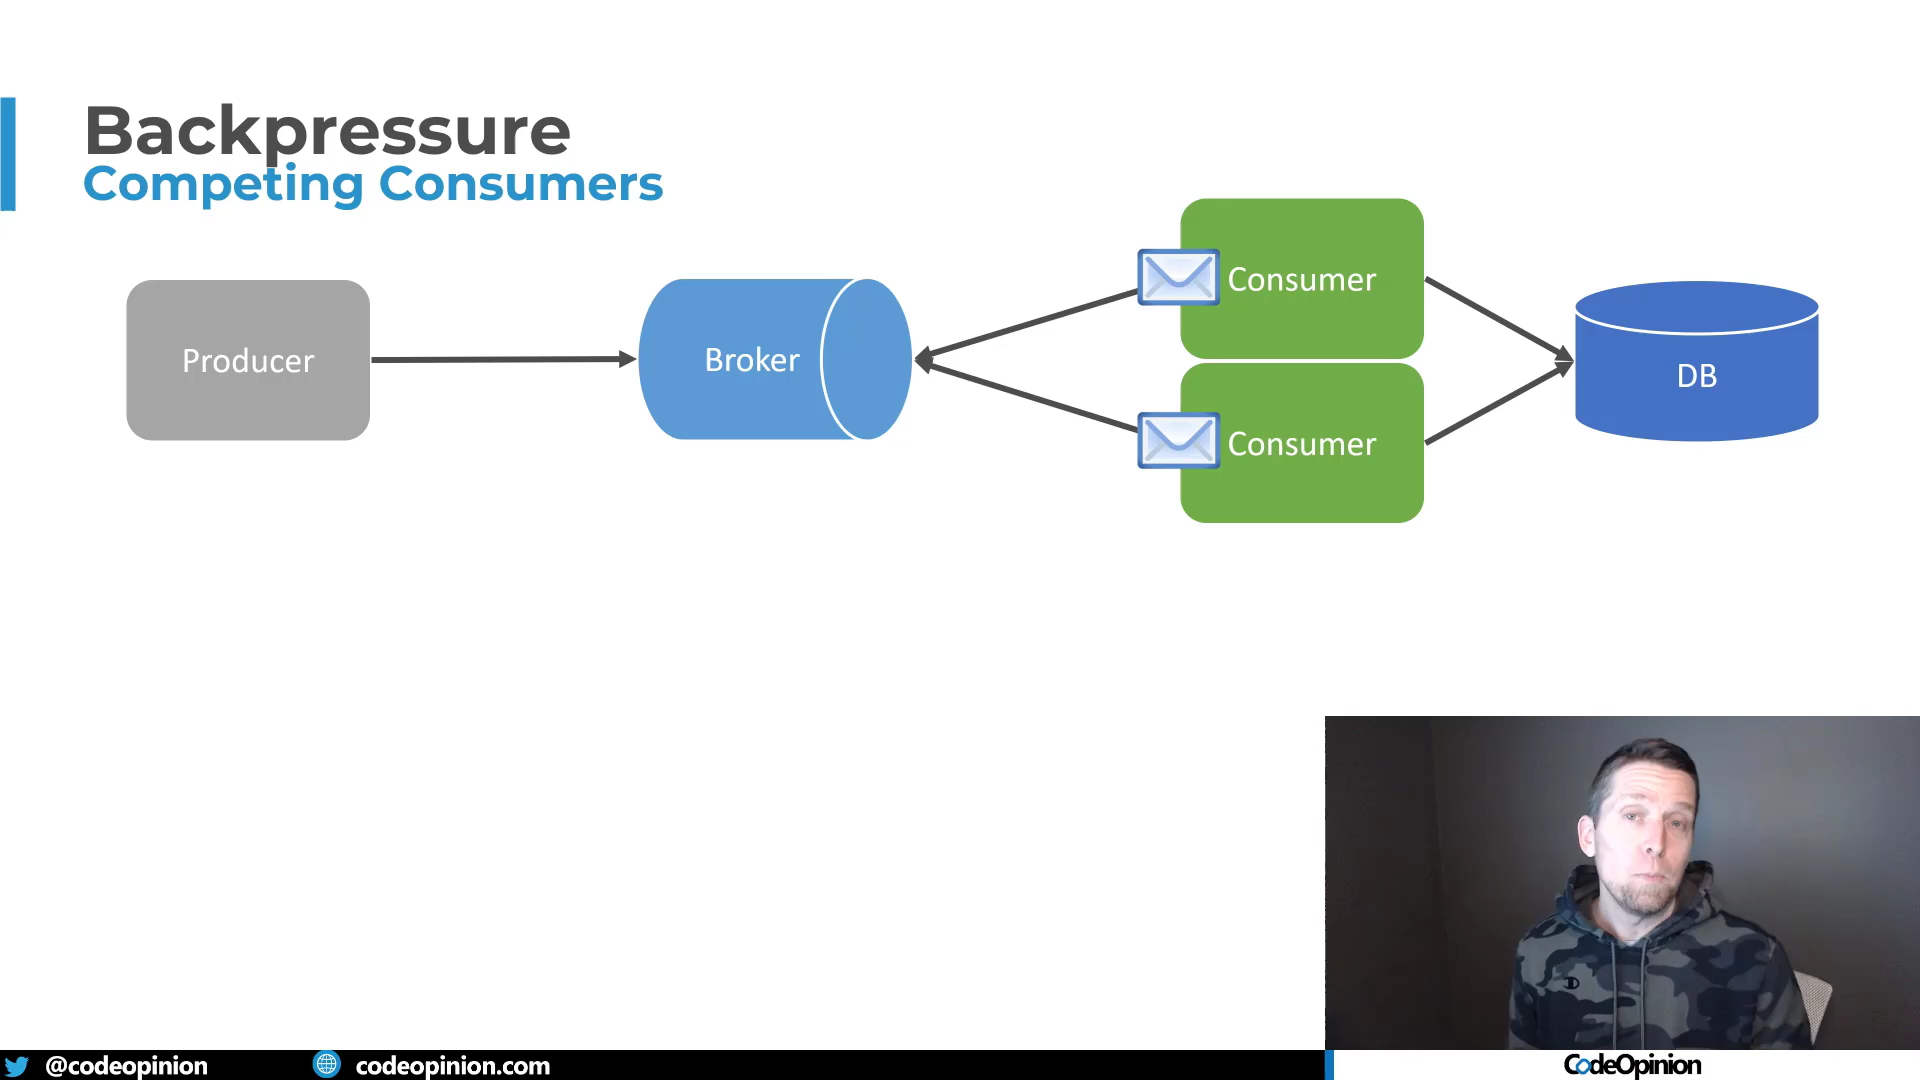 Backpressure
Competing Consumers
Producer
Broker
Consumer
Consumer
DB
@codeopinion
codeopinion.com
CodeOpinion